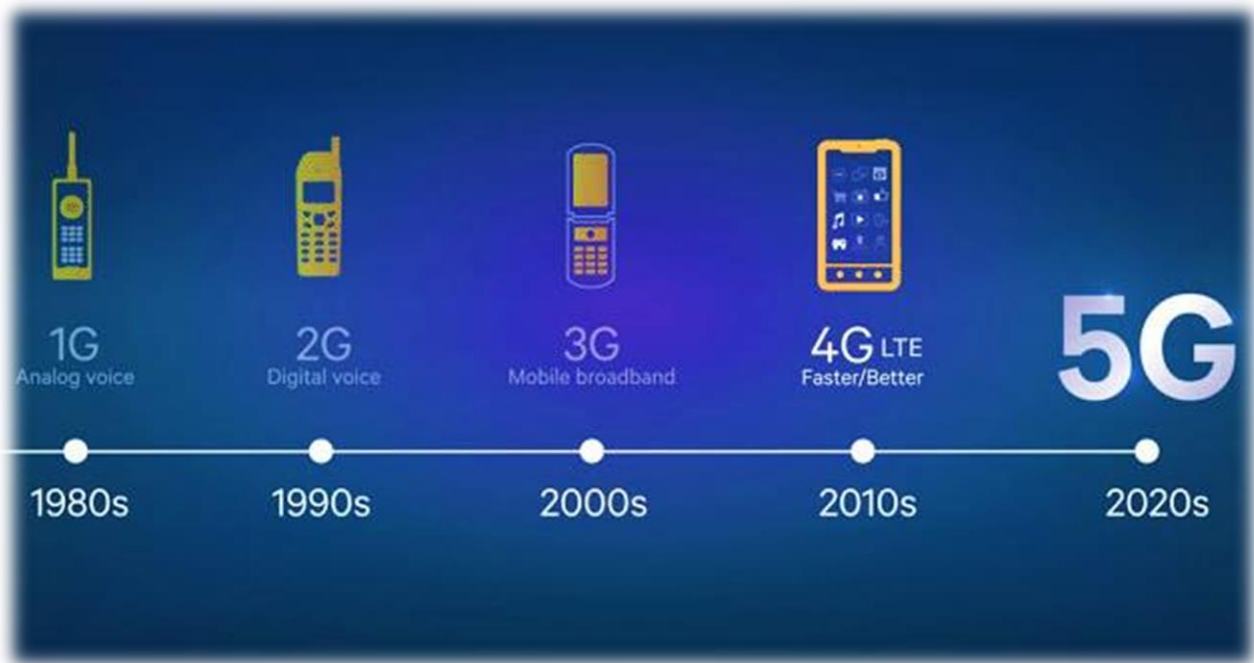 1G
Analog voice
2G
Digital voice
3G
Mobile broadband
4G LTE
Faster/Better
5G
1980s
1990s
2000s
2010s
2020s